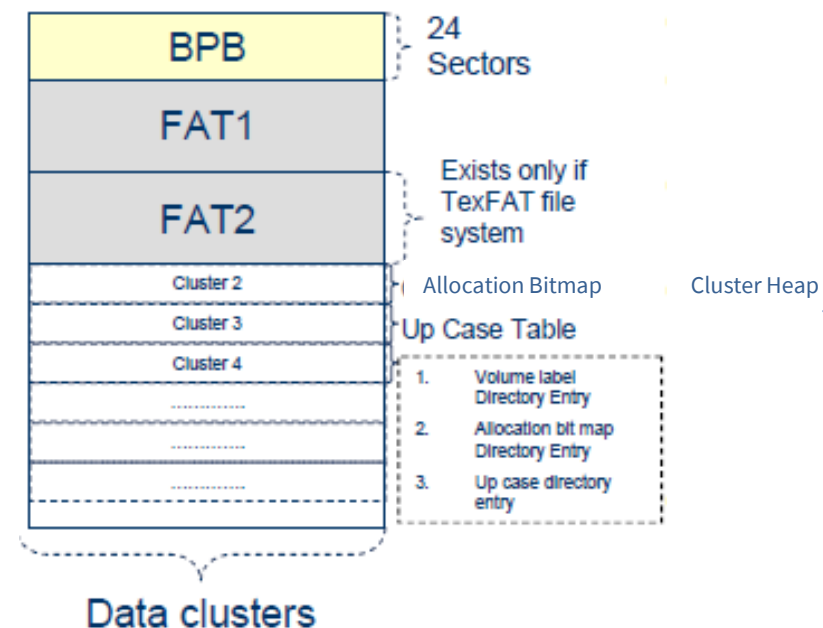 BPB
24
Sectors
FAT1
FAT2
Exists only if
TexFAT file
system
Cluster 2
Allocation Bitmap
Cluster Heap
Cluster 3
Up Case Table
Cluster 4
1. Volume label
Directory Entry
2. Allocation bit map
Directory Entry
3. Up case directory
entry
..............
..............
..............
Data clusters